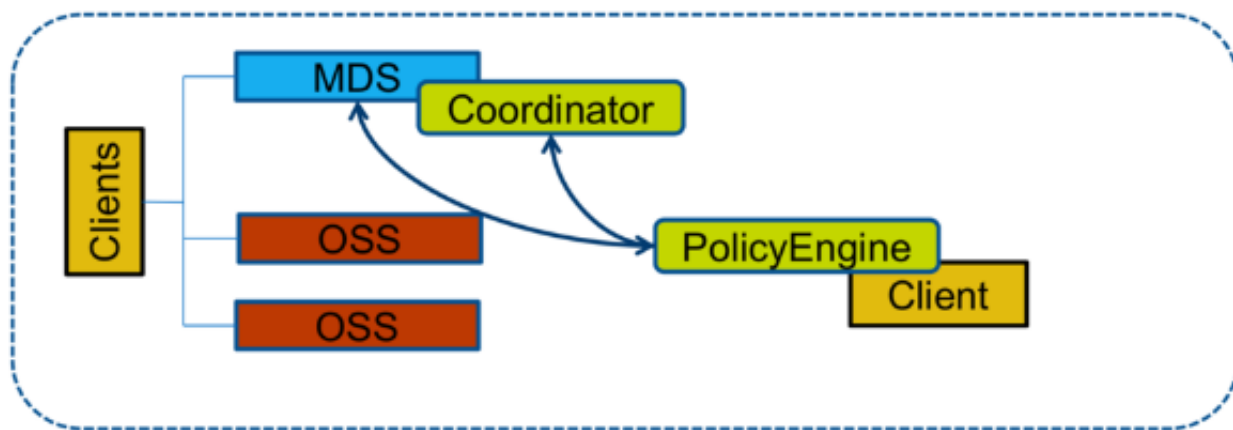 MDS
Coordinator
Clients
OSS
PolicyEngine
Client
OSS